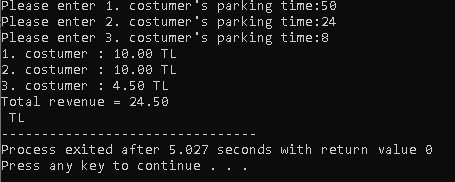 Please enter 1. costumer's parking time:50
Please enter 2. costumer's parking time:24
Please enter 3. costumer's parking time:8
1. costumer : 10.00 TL
2. costumer : 10.00 TL
3. costumer : 4.50 TL
Total revenue = 24.50
 TL
--------------------------------
Process exited after 5.027 seconds with return value 0
Press any key to continue . . .